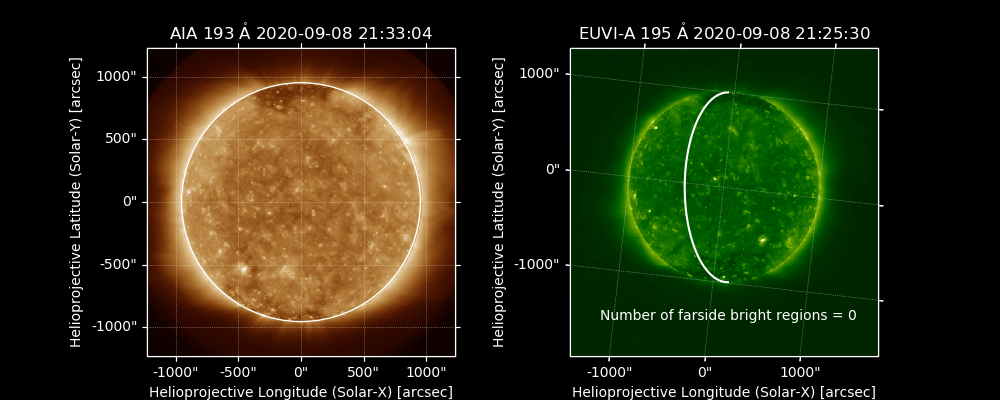 AIA 193 Å 2020-09-08 21:33:04
1000"
500"
0"
-500"
-1000"
-1000"
-500"
0"
500"
1000"
Helioprojective Latitude (Solar-Y) [arcsec]
Helioprojective Longitude (Solar-X) [arcsec]
EUVI-A 195 Å 2020-09-08 21:25:30
1000"
0"
-1000"
-1000"
0"
1000"
Helioprojective Latitude (Solar-Y) [arcsec]
Number of farside bright regions = 0
Helioprojective Longitude (Solar-X) [arcsec]